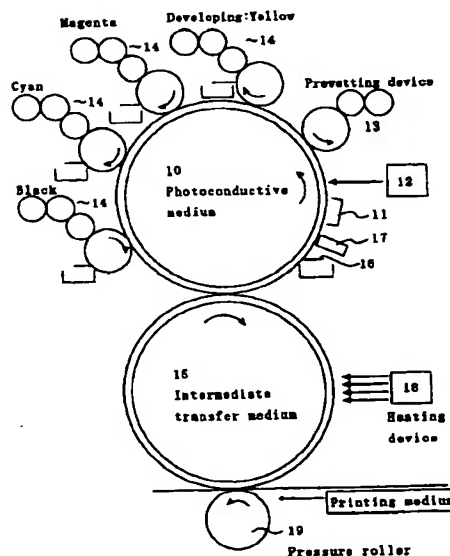 Developing:Yellow
Magenta
~14
~14
Cyan
~14
Prewetting device
13
Black
~14
10
Photoconductive
medium
12
11
17
16
15
Intermediate
transfer medium
18
Heating
device
Printing medium
19
Pressure roller